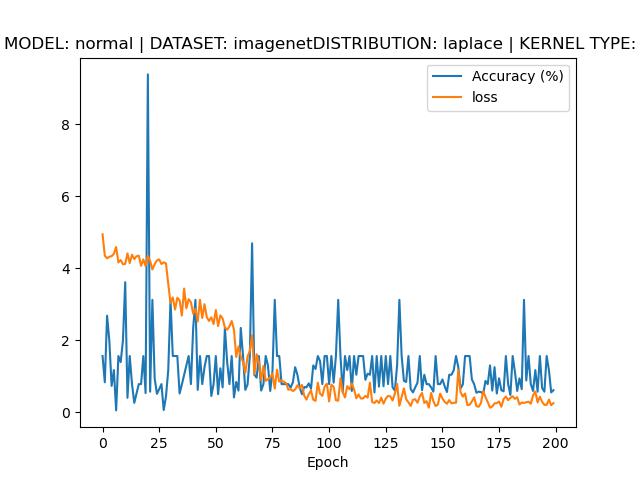 MODEL: normal | DATASET: imagenetDISTRIBUTION: laplace | KERNEL TYPE:
Accuracy (%)
loss
8
6
4
2
0
0 25 50 75 100 125 150 175 200
Epoch